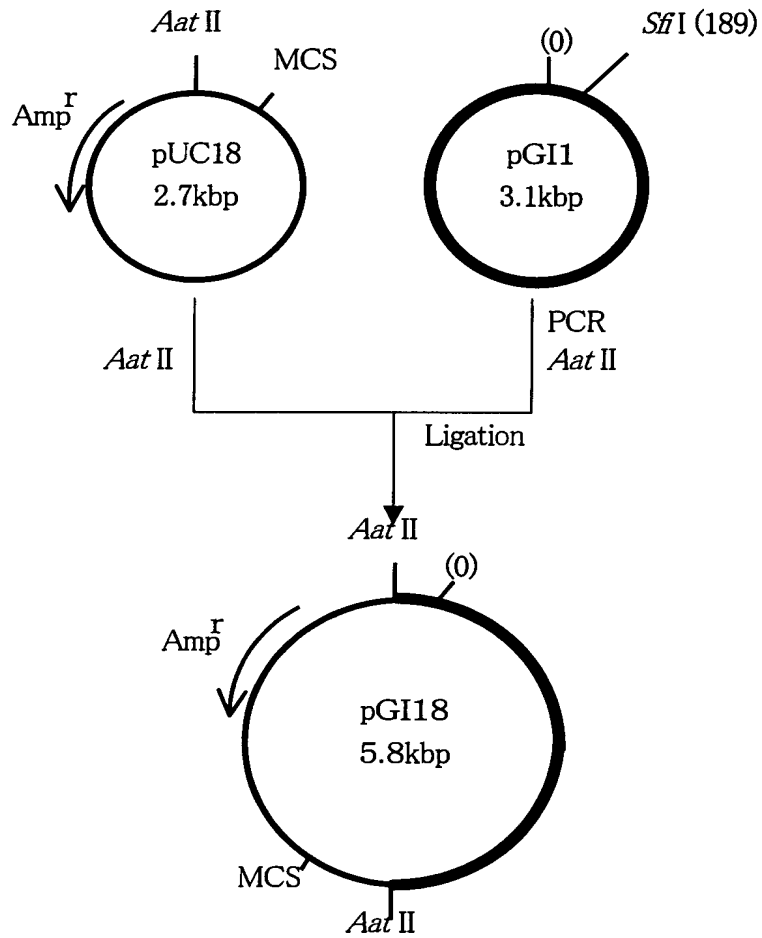 Aat II
MCS
Amp^r
pUC18
2.7kbp
(0)
Sfi I (189)
pGI1
3.1kbp
Aat II
PCR
Aat II
Ligation
Aat II
(0)
Amp^r
pGI18
5.8kbp
MCS
Aat II